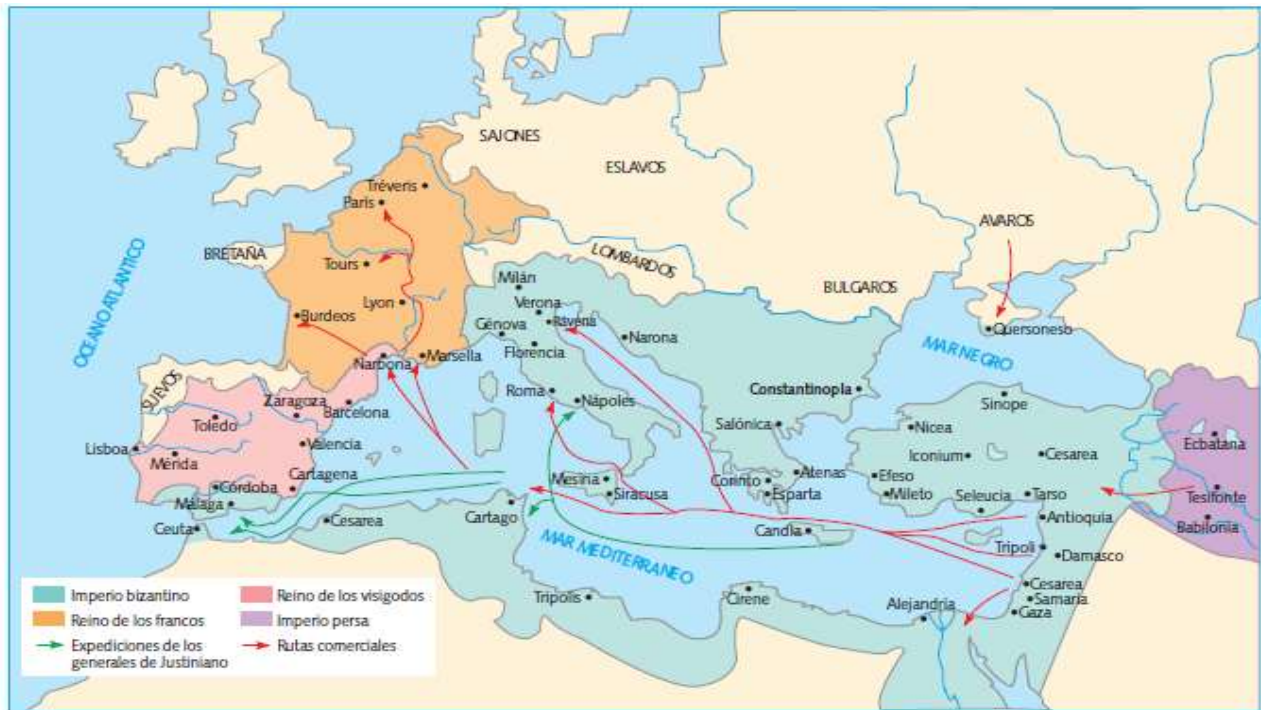 SAJONES
ESLAVOS
Tréveris
París
AVAROS
BRETAÑA
Tours
LOMBARDOS
OCEANO ATLANTICO
Milán
BULGAROS
Lyon
Verona
Burdeos
Ravena
Quersoneso
Génova
Narona
MAR NEGRO
Florencia
Narbona
Marsella
SUEVOS
Constantinopla
Zaragoza
Roma
Barcelona
Nápoles
Sinope
Toledo
Salónica
Nicea
Lisboa
Valencia
Ecbatana
Mérida
Iconium
Cesarea
Cartagena
Atenas
Córdoba
Mesina
Corinto
Efeso
Málaga
Siracusa
Esparta
Mileto
Seleucia
Tarso
Tesifonte
Ceuta
Cesarea
Cartago
Antioquia
Candía
Babilonia
MAR MEDITERRANEO
Trípoli
Damasco
Cesarea
Tripolis
Cirene
Samaria
Alejandría
Gaza
Imperio bizantino
Reino de los visigodos
Reino de los francos
Imperio persa
Expediciones de los
generales de Justiniano
Rutas comerciales